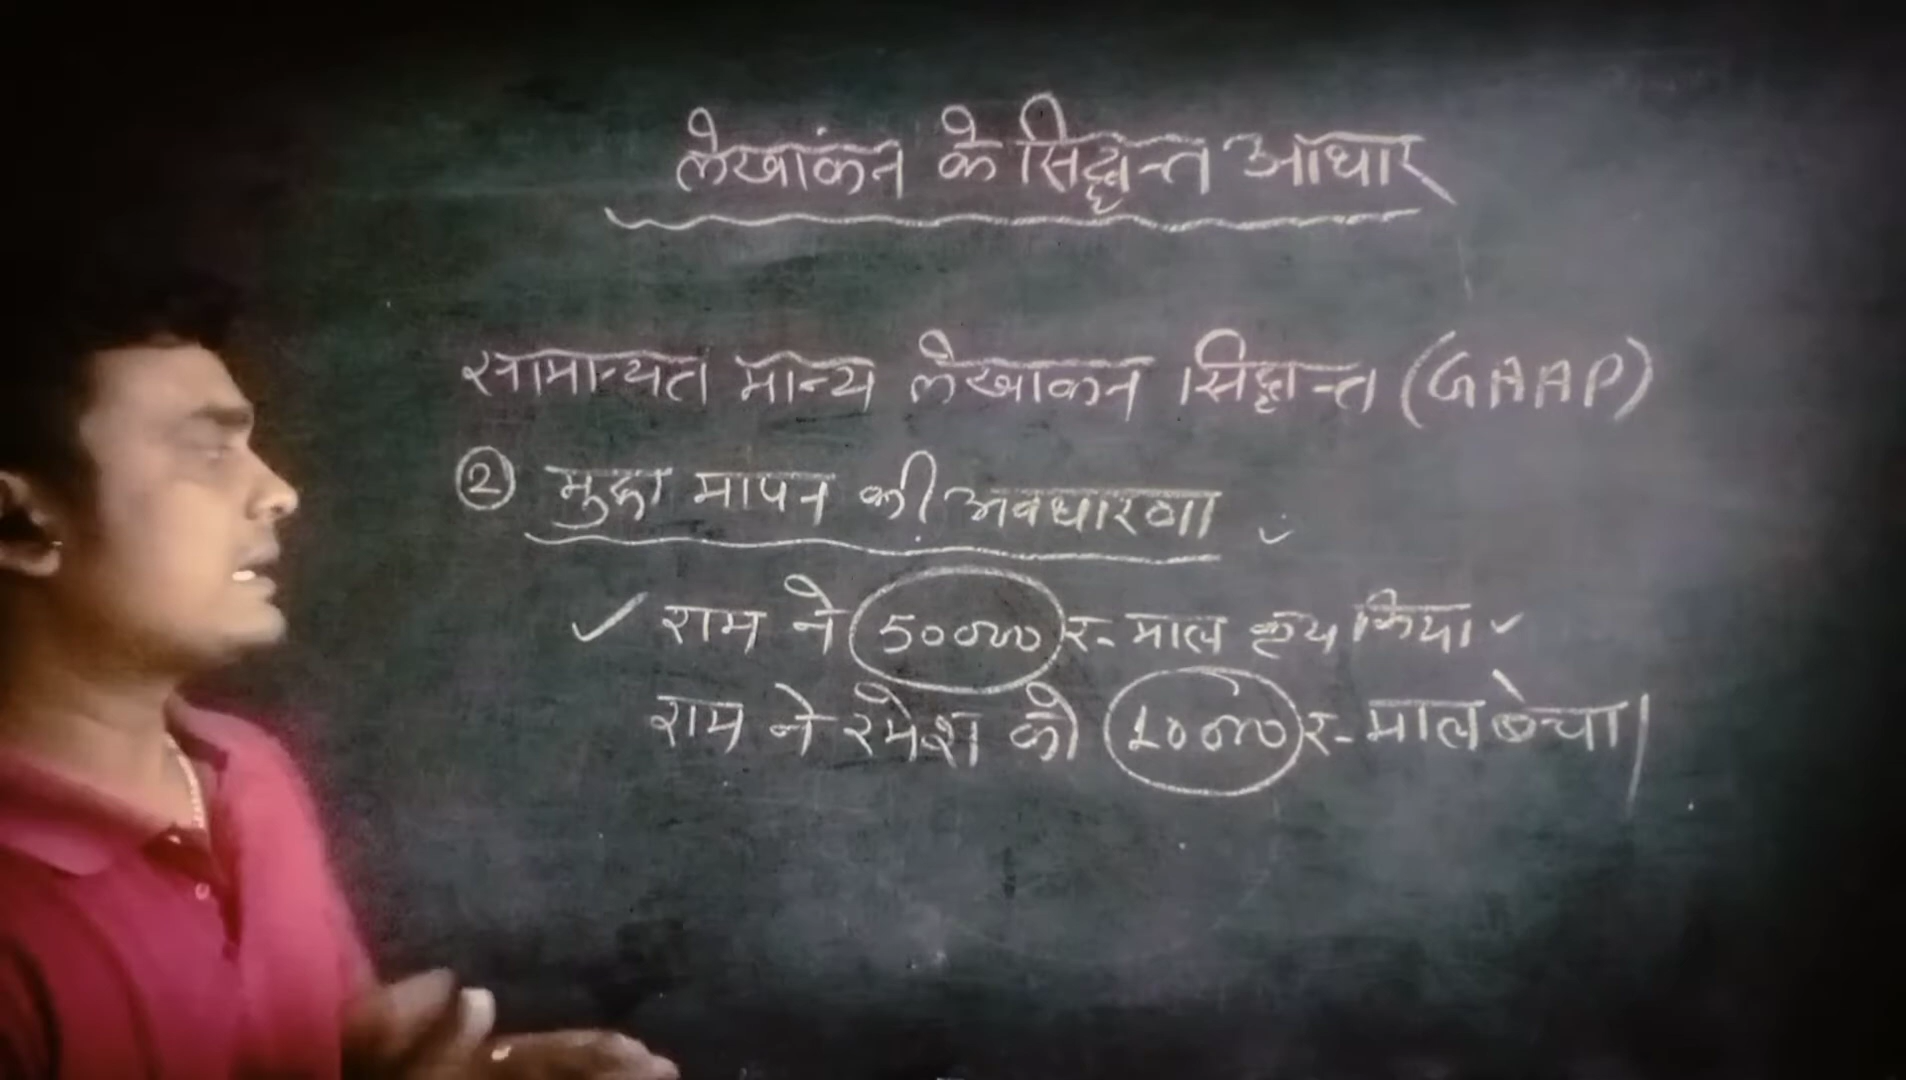 लेखांकन के सिद्धान्त आधार
सामान्यत मान्य लेखाकन सिद्धान्त (GAAP)
② मुद्रा मापन की अवधारणा
राम ने 50000 र- माल क्रय किया
राम ने रमेश को 10000 र- माल बेचा।